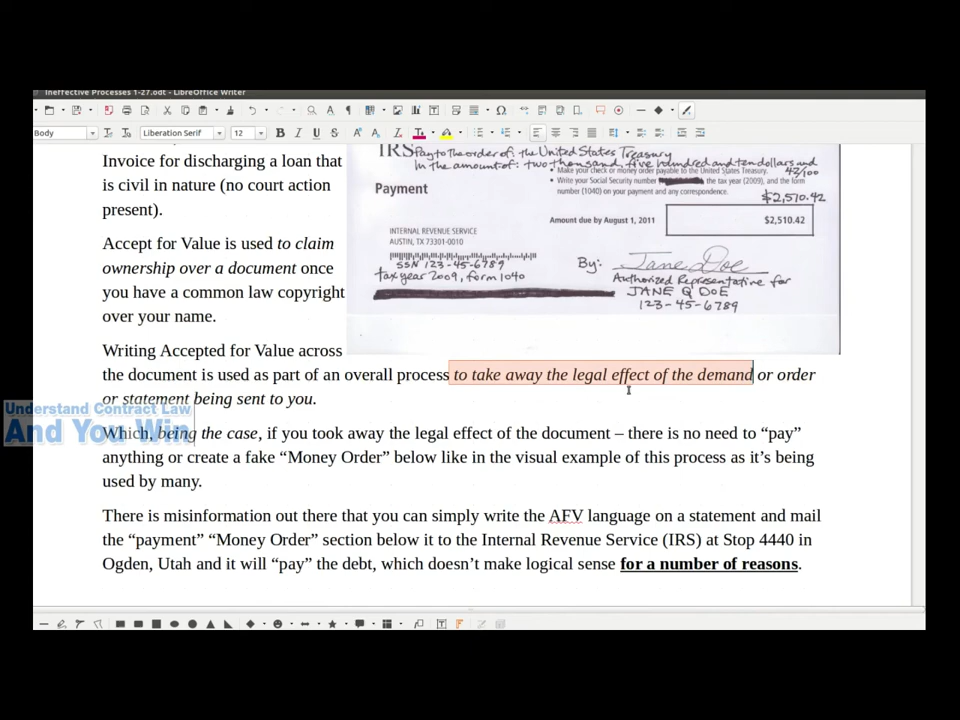 Ineffective Processes 1-27.odt - LibreOffice Writer
Body
Liberation Serif
12
Invoice for discharging a loan that
is civil in nature (no court action
present).
Accept for Value is used to claim
ownership over a document once
you have a common law copyright
over your name.
Writing Accepted for Value across
the document is used as part of an overall process to take away the legal effect of the demand or order
or statement being sent to you.
IRS Pay to the order of: the United States Treasury
In the amount of: two thousand, five hundred and ten dollars and
42/100
• Make your check or money order payable to the United States Treasury.
• Write your Social Security number the tax year (2009), and the form
number (1040) on your payment and any correspondence.
Payment
$2,510.42
Amount due by August 1, 2011
$2,510.42
INTERNAL REVENUE SERVICE
AUSTIN, TX 73301-0010
SSN 123-45-6789
tax year 2009, form 1040
By: Jane Doe
Authorized Representative for
JANE Q DOE
123-45-6789
Understand Contract Law
And You Win
Which, being the case, if you took away the legal effect of the document – there is no need to “pay”
anything or create a fake “Money Order” below like in the visual example of this process as it’s being
used by many.
There is misinformation out there that you can simply write the AFV language on a statement and mail
the “payment” “Money Order” section below it to the Internal Revenue Service (IRS) at Stop 4440 in
Ogden, Utah and it will “pay” the debt, which doesn’t make logical sense for a number of reasons.